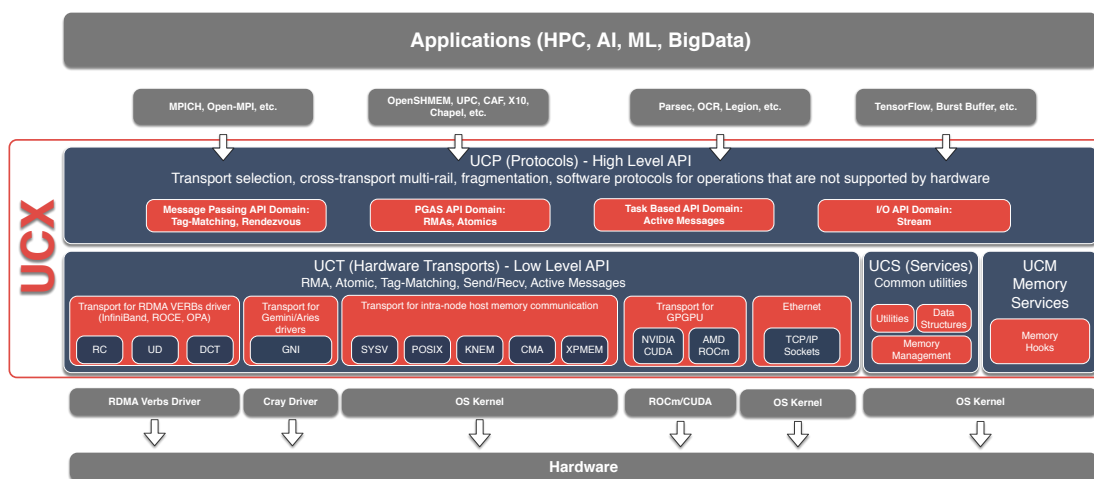 Applications (HPC, AI, ML, BigData)
MPICH, Open-MPI, etc.
OpenSHMEM, UPC, CAF, X10,
Chapel, etc.
Parsec, OCR, Legion, etc.
TensorFlow, Burst Buffer, etc.
UCX
UCP (Protocols) - High Level API
Transport selection, cross-transport multi-rail, fragmentation, software protocols for operations that are not supported by hardware
Message Passing API Domain:
Tag-Matching, Rendezvous
PGAS API Domain:
RMAs, Atomics
Task Based API Domain:
Active Messages
I/O API Domain:
Stream
UCT (Hardware Transports) - Low Level API
RMA, Atomic, Tag-Matching, Send/Recv, Active Messages
Transport for RDMA VERBs driver
(InfiniBand, ROCE, OPA)
RC
UD
DCT
Transport for
Gemini/Aries
drivers
GNI
Transport for intra-node host memory communication
SYSV
POSIX
KNEM
CMA
XPMEM
Transport for
GPGPU
NVIDIA
CUDA
AMD
ROCm
Ethernet
TCP/IP
Sockets
UCS (Services)
Common utilities
Utilities
Data
Structures
Memory
Management
UCM
Memory
Services
Memory
Hooks
RDMA Verbs Driver
Cray Driver
OS Kernel
ROCm/CUDA
OS Kernel
OS Kernel
Hardware